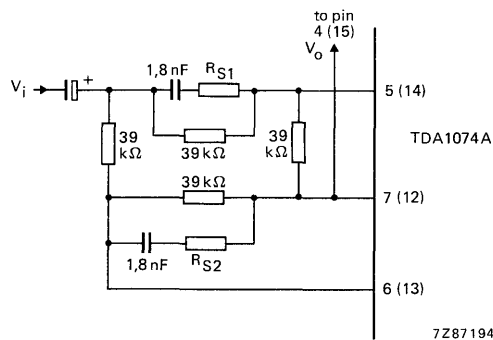 to pin
4 (15)
Vo
1,8 nF
RS1
Vi
+
5 (14)
39
kΩ
39 kΩ
39
kΩ
TDA1074A
39 kΩ
7 (12)
1,8 nF
RS2
6 (13)
7Z87194